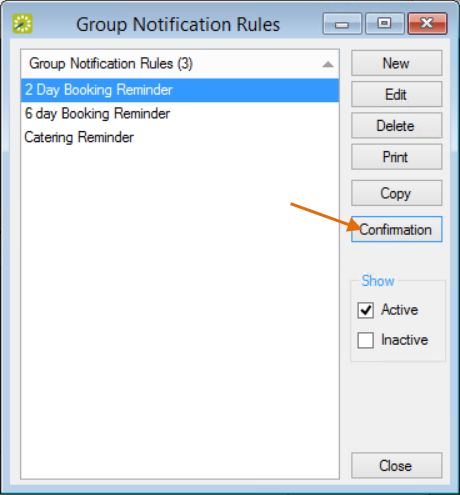 Group Notification Rules
Group Notification Rules (3)
2 Day Booking Reminder
6 day Booking Reminder
Catering Reminder
New
Edit
Delete
Print
Copy
Confirmation
Show
Active
Inactive
Close